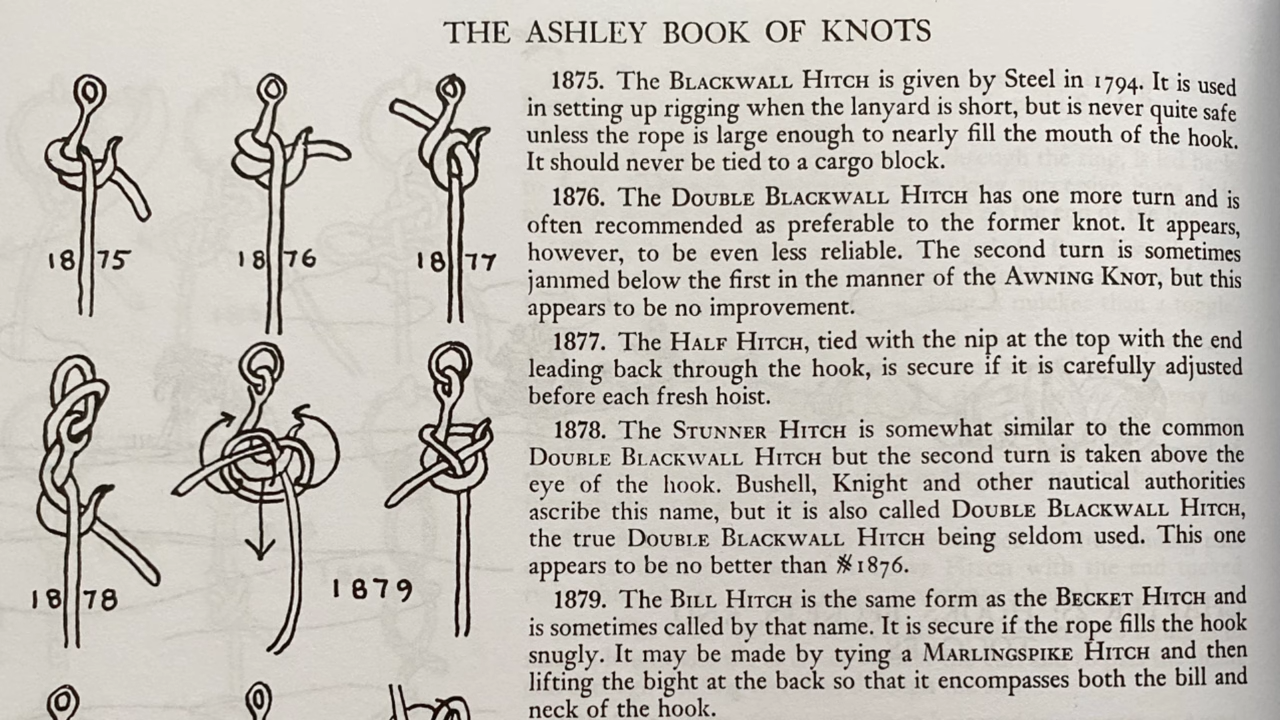 THE ASHLEY BOOK OF KNOTS
1875. The BLACKWALL HITCH is given by Steel in 1794. It is used
in setting up rigging when the lanyard is short, but is never quite safe
unless the rope is large enough to nearly fill the mouth of the hook.
It should never be tied to a cargo block.
1876. The DOUBLE BLACKWALL HITCH has one more turn and is
often recommended as preferable to the former knot. It appears,
however, to be even less reliable. The second turn is sometimes
jammed below the first in the manner of the AWNING KNOT, but this
appears to be no improvement.
1877. The HALF HITCH, tied with the nip at the top with the end
leading back through the hook, is secure if it is carefully adjusted
before each fresh hoist.
1878. The STUNNER HITCH is somewhat similar to the common
DOUBLE BLACKWALL HITCH but the second turn is taken above the
eye of the hook. Bushell, Knight and other nautical authorities
ascribe this name, but it is also called DOUBLE BLACKWALL HITCH,
the true DOUBLE BLACKWALL HITCH being seldom used. This one
appears to be no better than #1876.
1879. The BILL HITCH is the same form as the BECKET HITCH and
is sometimes called by that name. It is secure if the rope fills the hook
snugly. It may be made by tying a MARLINGSPIKE HITCH and then
lifting the bight at the back so that it encompasses both the bill and
neck of the hook.
1875
1876
1877
1878
1879